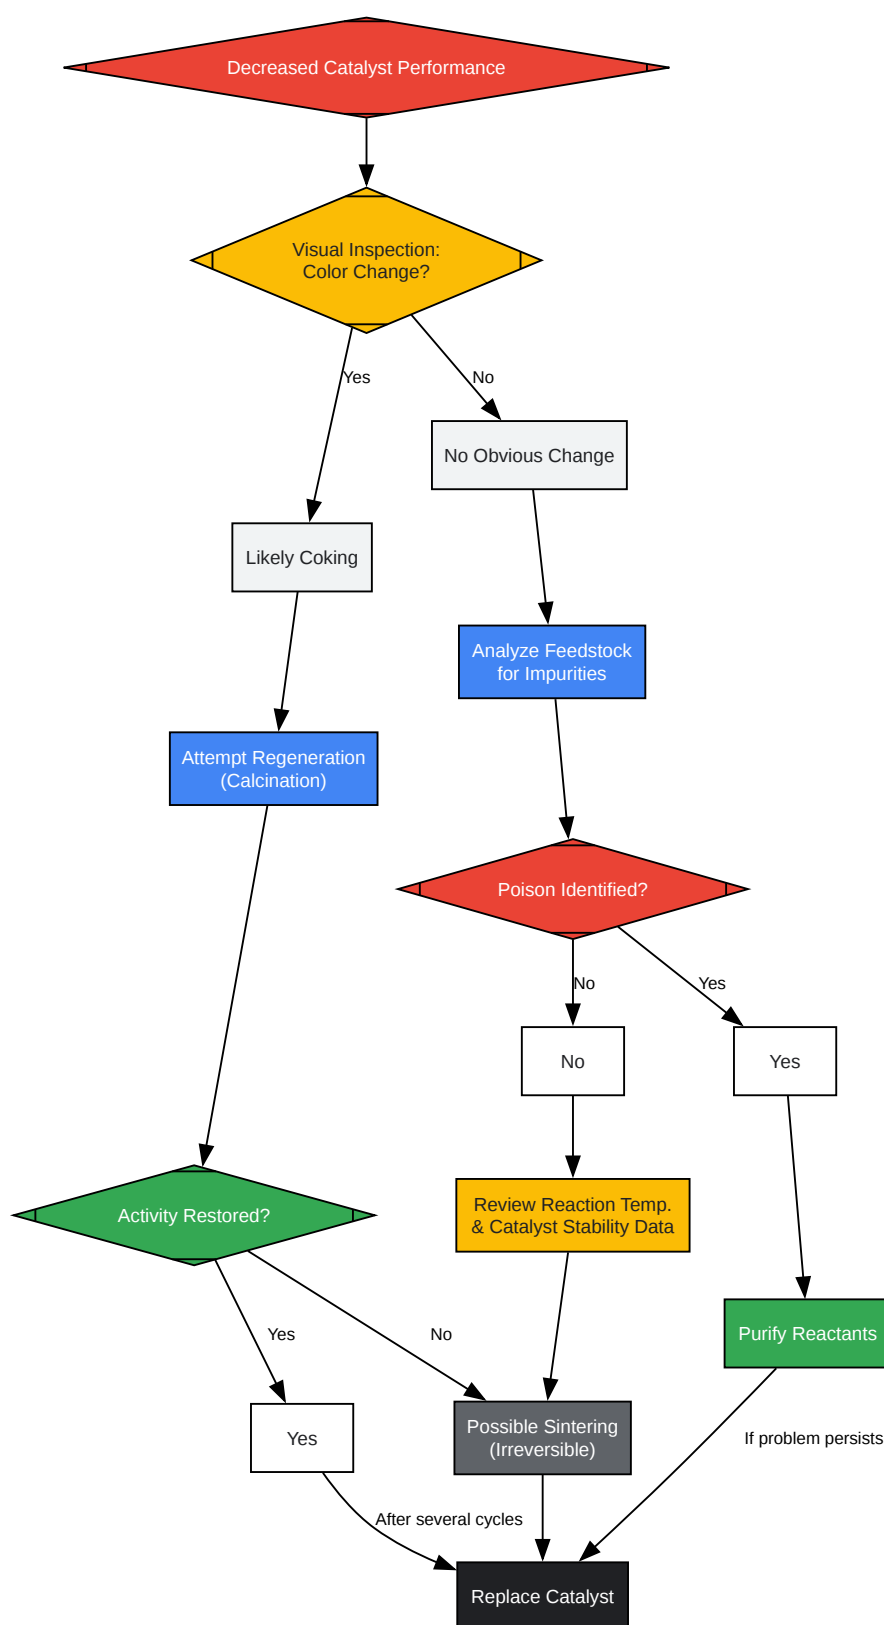 Decreased Catalyst Performance
Visual Inspection:
Color Change?
Yes
No
No Obvious Change
Likely Coking
Analyze Feedstock
for Impurities
Attempt Regeneration
(Calcination)
Poison Identified?
No
Yes
No
Yes
Review Reaction Temp.
& Catalyst Stability Data
Activity Restored?
Yes
No
Purify Reactants
Yes
Possible Sintering
(Irreversible)
If problem persists
After several cycles
Replace Catalyst